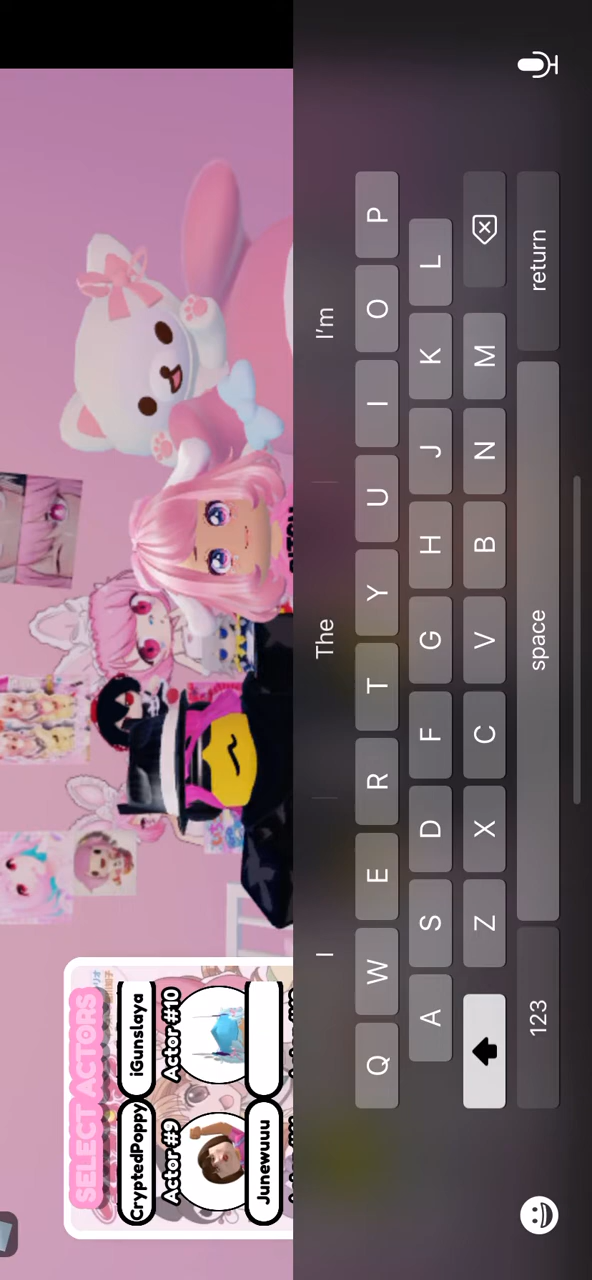 SELECT ACTORS
CryptedPoppy
iGunslaya
Actor #9
Actor #10
Junewuuu
I
The
I'm
Q W E R T Y U I O P
A S D F G H J K L
Z X C V B N M
123
space
return